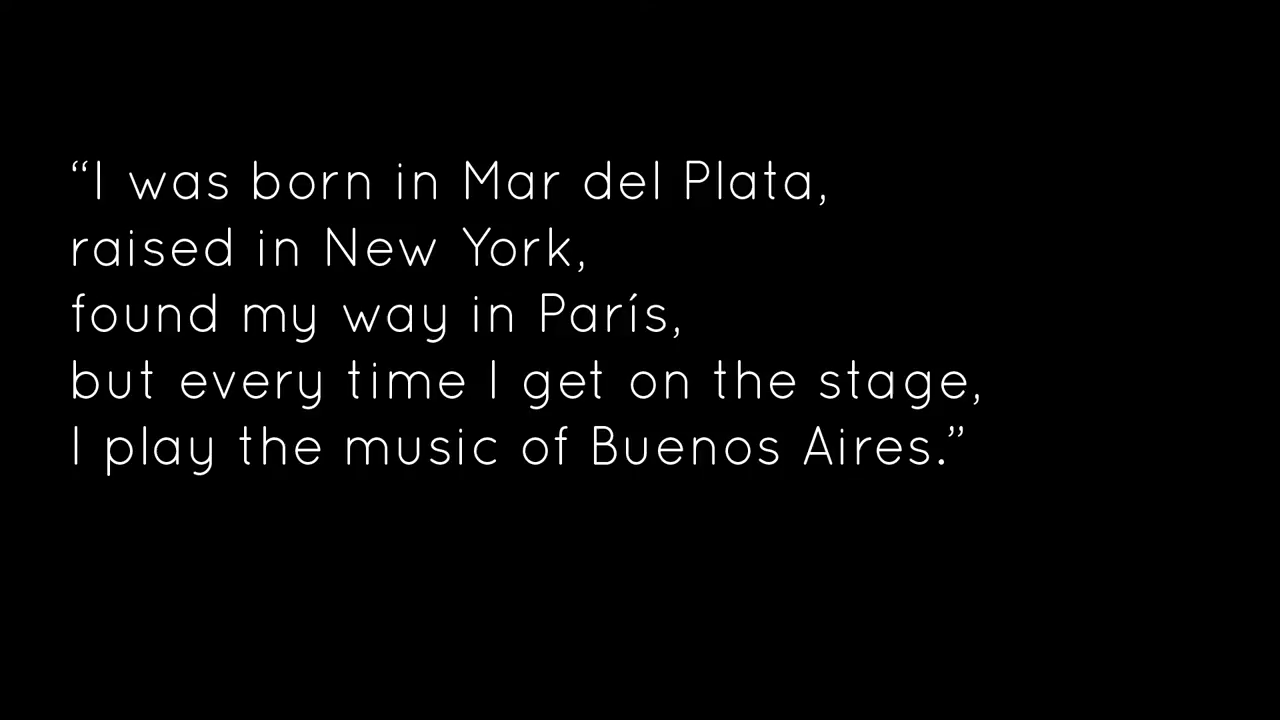 “I was born in Mar del Plata,
raised in New York,
found my way in París,
but every time I get on the stage,
I play the music of Buenos Aires.”